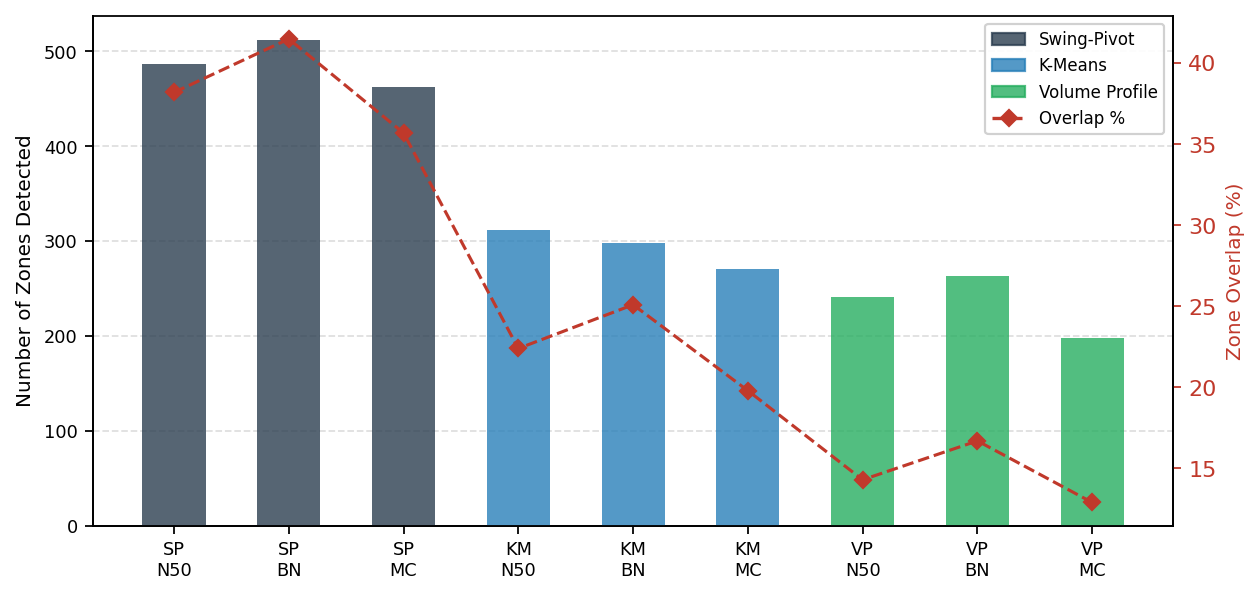 Number of Zones Detected
500
400
300
200
100
0
Swing-Pivot
K-Means
Volume Profile
Overlap %
40
35
30
25
20
15
Zone Overlap (%)
SP
N50
SP
BN
SP
MC
KM
N50
KM
BN
KM
MC
VP
N50
VP
BN
VP
MC